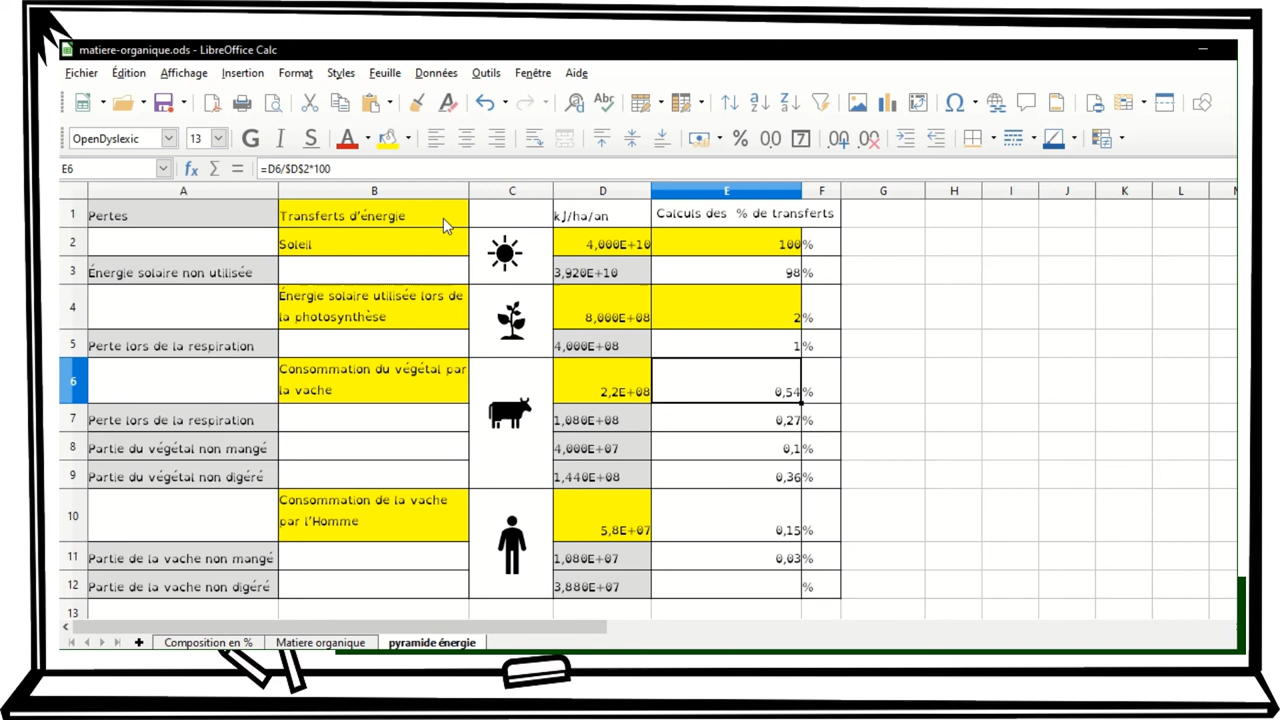 matiere-organique.ods - LibreOffice Calc
Fichier Édition Affichage Insertion Format Styles Feuille Données Outils Fenêtre Aide
OpenDyslexic 13 G I S
E6 =D6/$D$2*100
A B C D E F G H I J K L
1 Pertes Transferts d'énergie kJ/ha/an Calculs des % de transferts
2 Soleil 4,000E+10 100 %
3 Énergie solaire non utilisée 3,920E+10 98 %
4 Énergie solaire utilisée lors de
la photosynthèse 8,000E+08 2 %
5 Perte lors de la respiration 4,000E+08 1 %
6 Consommation du végétal par
la vache 2,2E+08 0,54 %
7 Perte lors de la respiration 1,080E+08 0,27 %
8 Partie du végétal non mangé 4,000E+07 0,1 %
9 Partie du végétal non digéré 1,440E+08 0,36 %
10 Consommation de la vache
par l'Homme 5,8E+07 0,15 %
11 Partie de la vache non mangé 1,080E+07 0,03 %
12 Partie de la vache non digéré 3,880E+07 %
13
Composition en % Matiere organique pyramide énergie